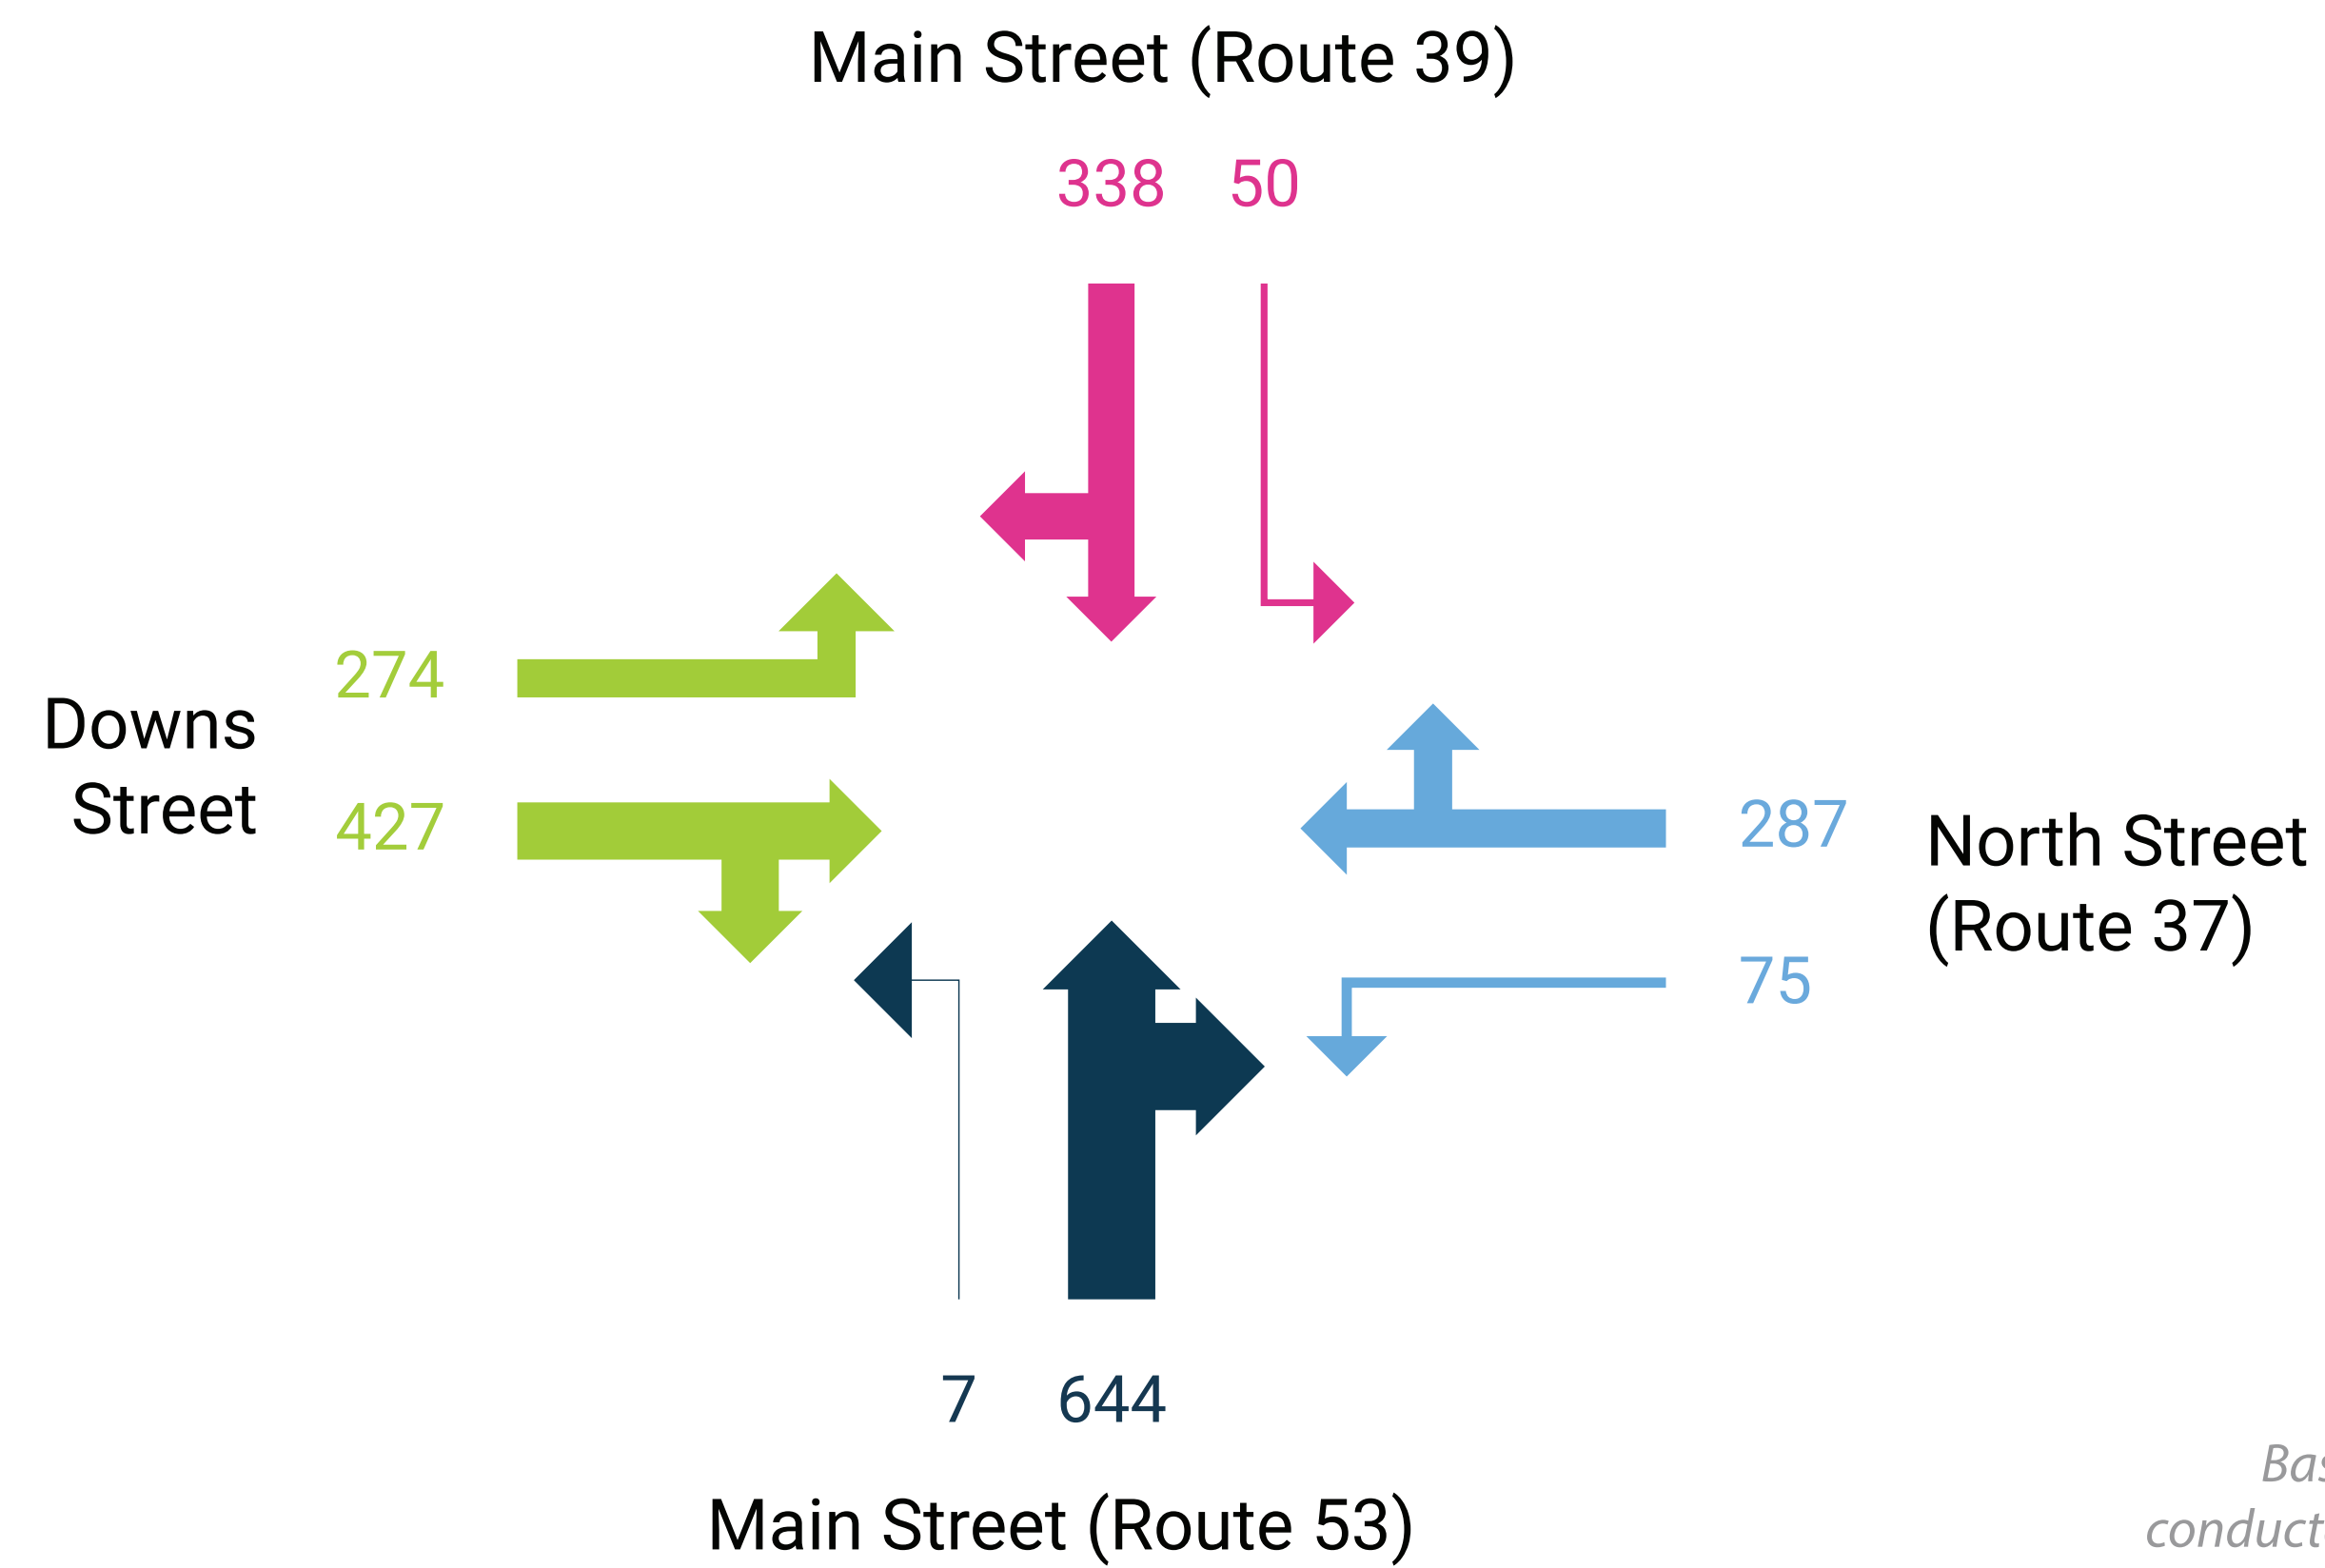 Main Street (Route 39)
338 50
274
Downs
Street
427
287
North Street
(Route 37)
75
7 644
Main Street (Route 53)